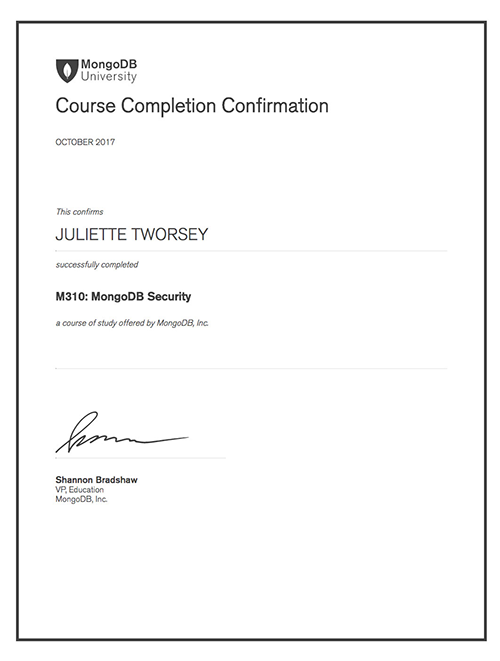 MongoDB
University
Course Completion Confirmation
OCTOBER 2017
This confirms
JULIETTE TWORSEY
successfully completed
M310: MongoDB Security
a course of study offered by MongoDB, Inc.
Shannon Bradshaw
VP, Education
MongoDB, Inc.